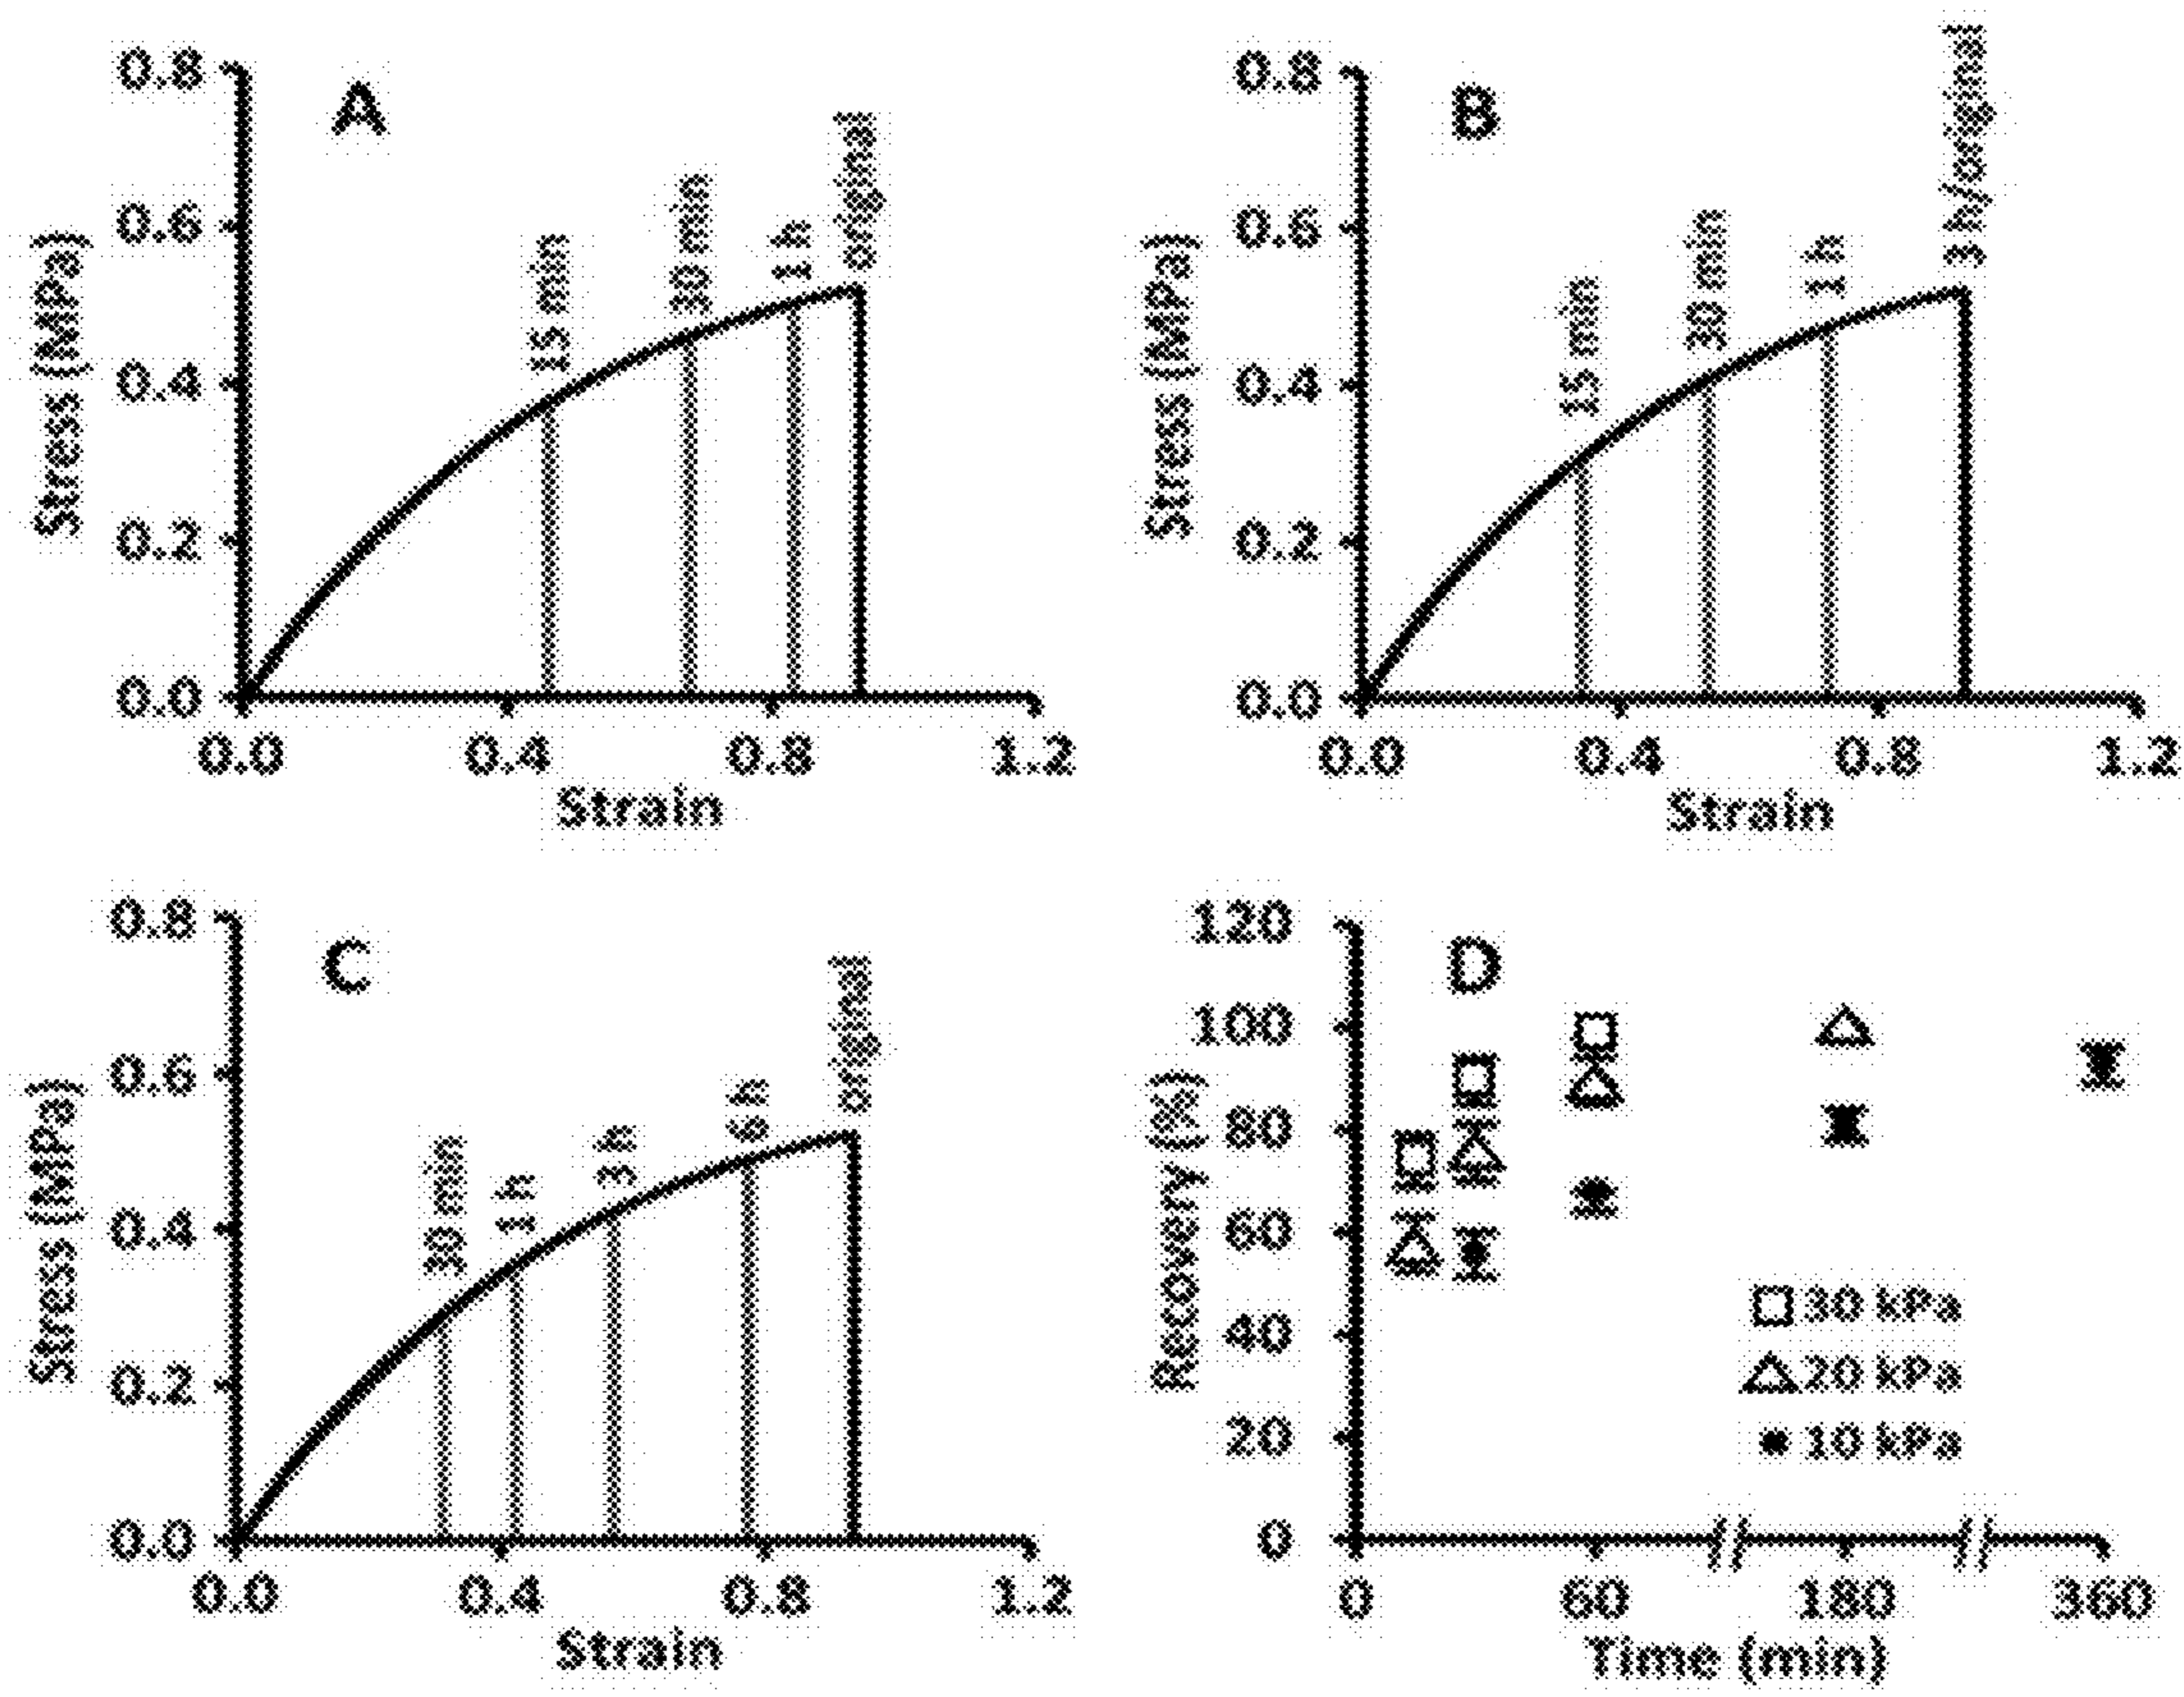 A
0.8
0.6
0.4
0.2
0.0
Stress (MPa)
15 min
30 min
1 h
original
0.0
0.4
0.8
1.2
Strain
B
0.8
0.6
0.4
0.2
0.0
Stress (MPa)
15 min
30 min
1 h
3 h/original
0.0
0.4
0.8
1.2
Strain
C
0.8
0.6
0.4
0.2
0.0
Stress (MPa)
30 min
1 h
3 h
6 h
original
0.0
0.4
0.8
1.2
Strain
D
120
100
80
60
40
20
0
Recovery (%)
30 kPa
20 kPa
10 kPa
0
60
180
360
Time (min)